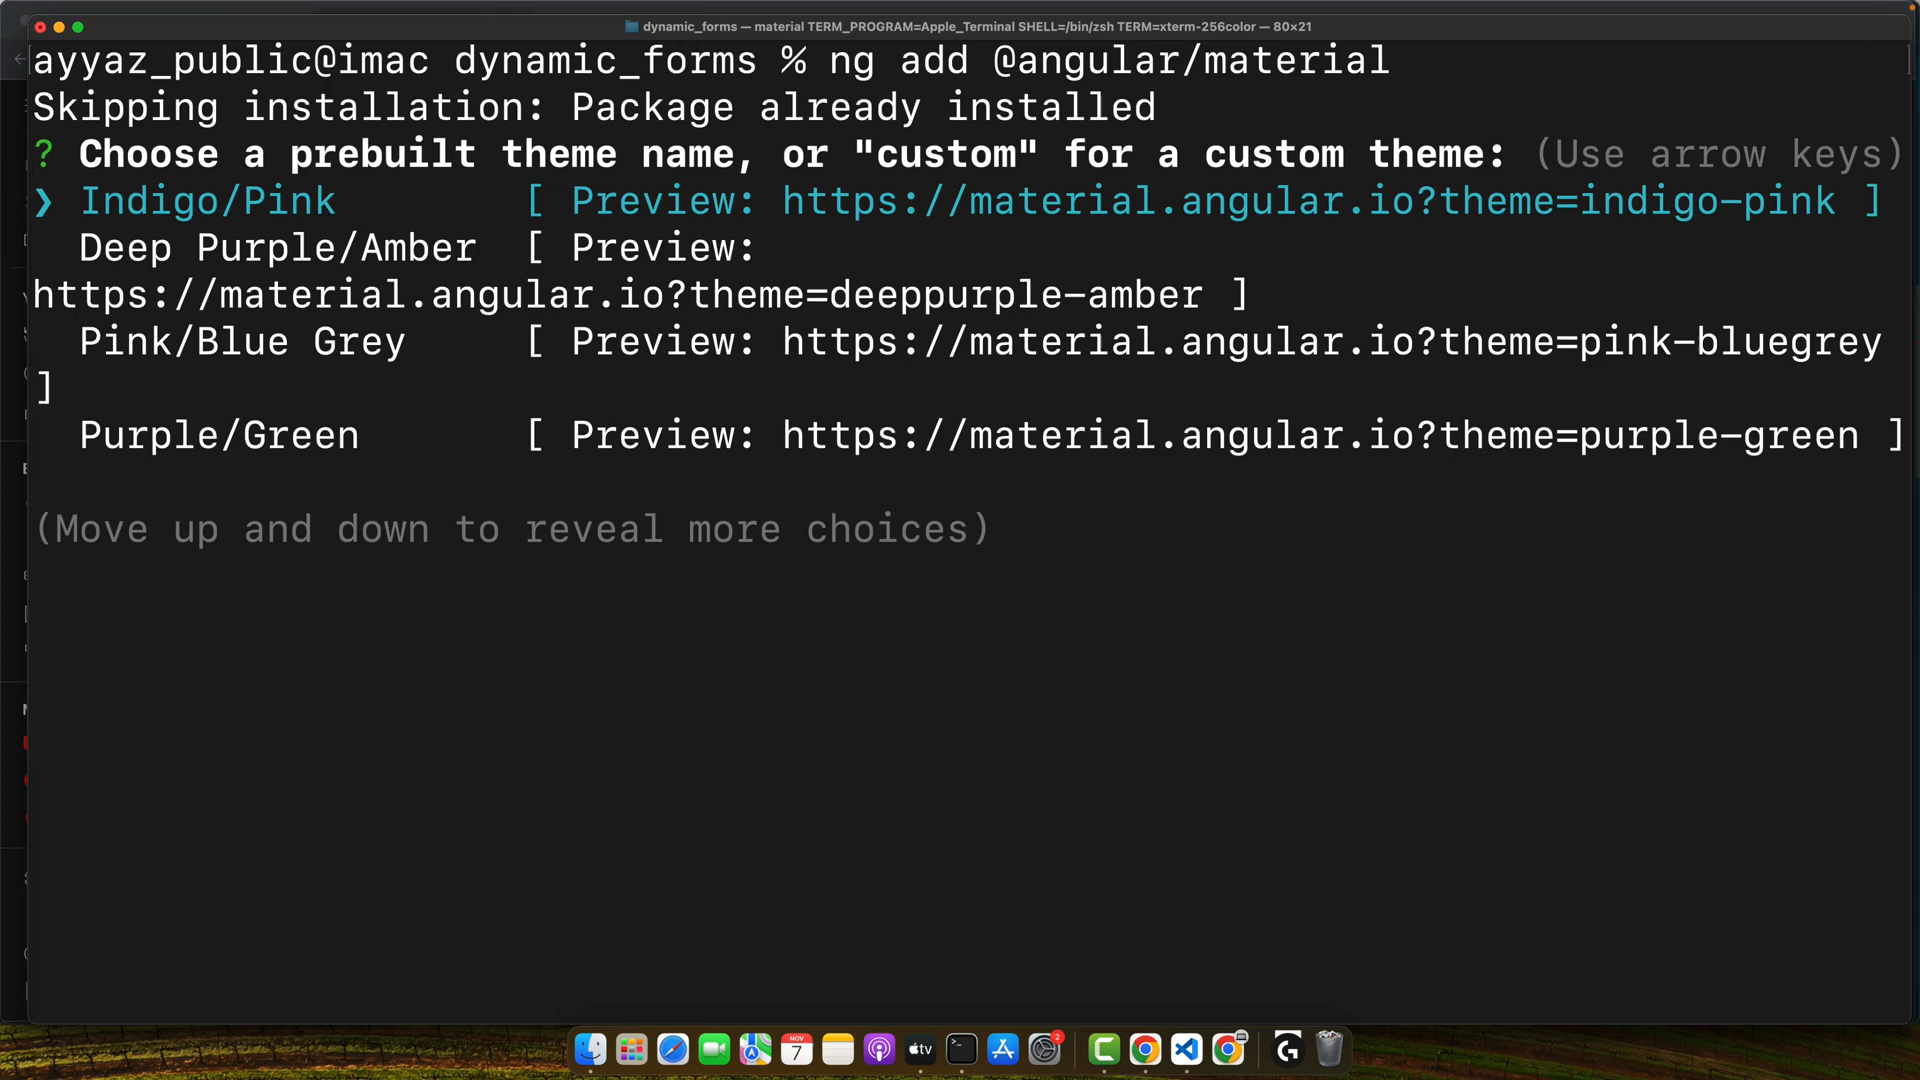 dynamic_forms — material TERM_PROGRAM=Apple_Terminal SHELL=/bin/zsh TERM=xterm-256color — 80×21
ayyaz_public@imac dynamic_forms % ng add @angular/material
Skipping installation: Package already installed
? Choose a prebuilt theme name, or "custom" for a custom theme: (Use arrow keys)
❯ Indigo/Pink        [ Preview: https://material.angular.io?theme=indigo-pink ]
  Deep Purple/Amber  [ Preview:
https://material.angular.io?theme=deeppurple-amber ]
  Pink/Blue Grey     [ Preview: https://material.angular.io?theme=pink-bluegrey
]
  Purple/Green       [ Preview: https://material.angular.io?theme=purple-green ]
(Move up and down to reveal more choices)
NOV
7
tv
>_
2